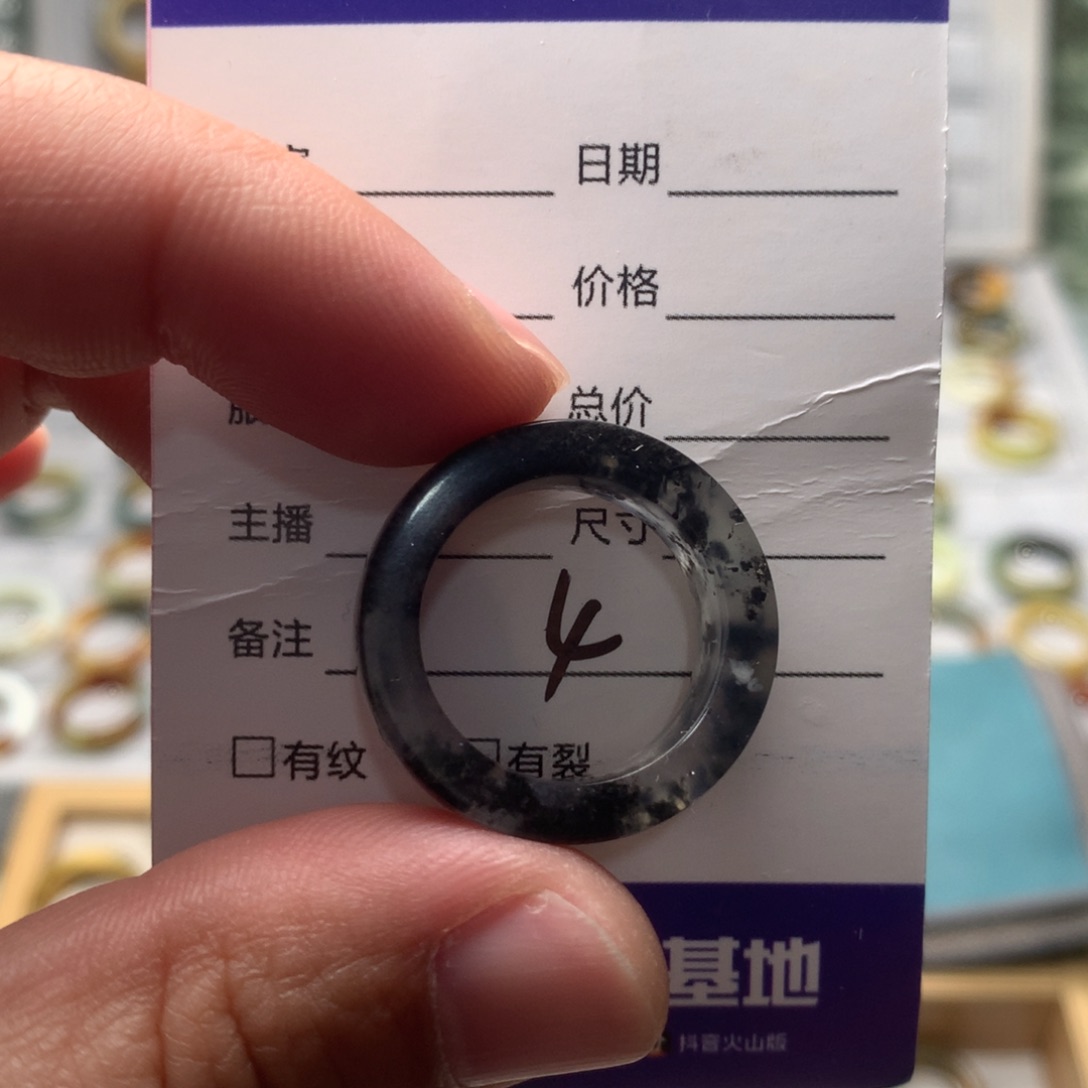 日期
价格
总价
主播 尺寸
4
备注
□有纹 □有裂
基地
抖音火山版